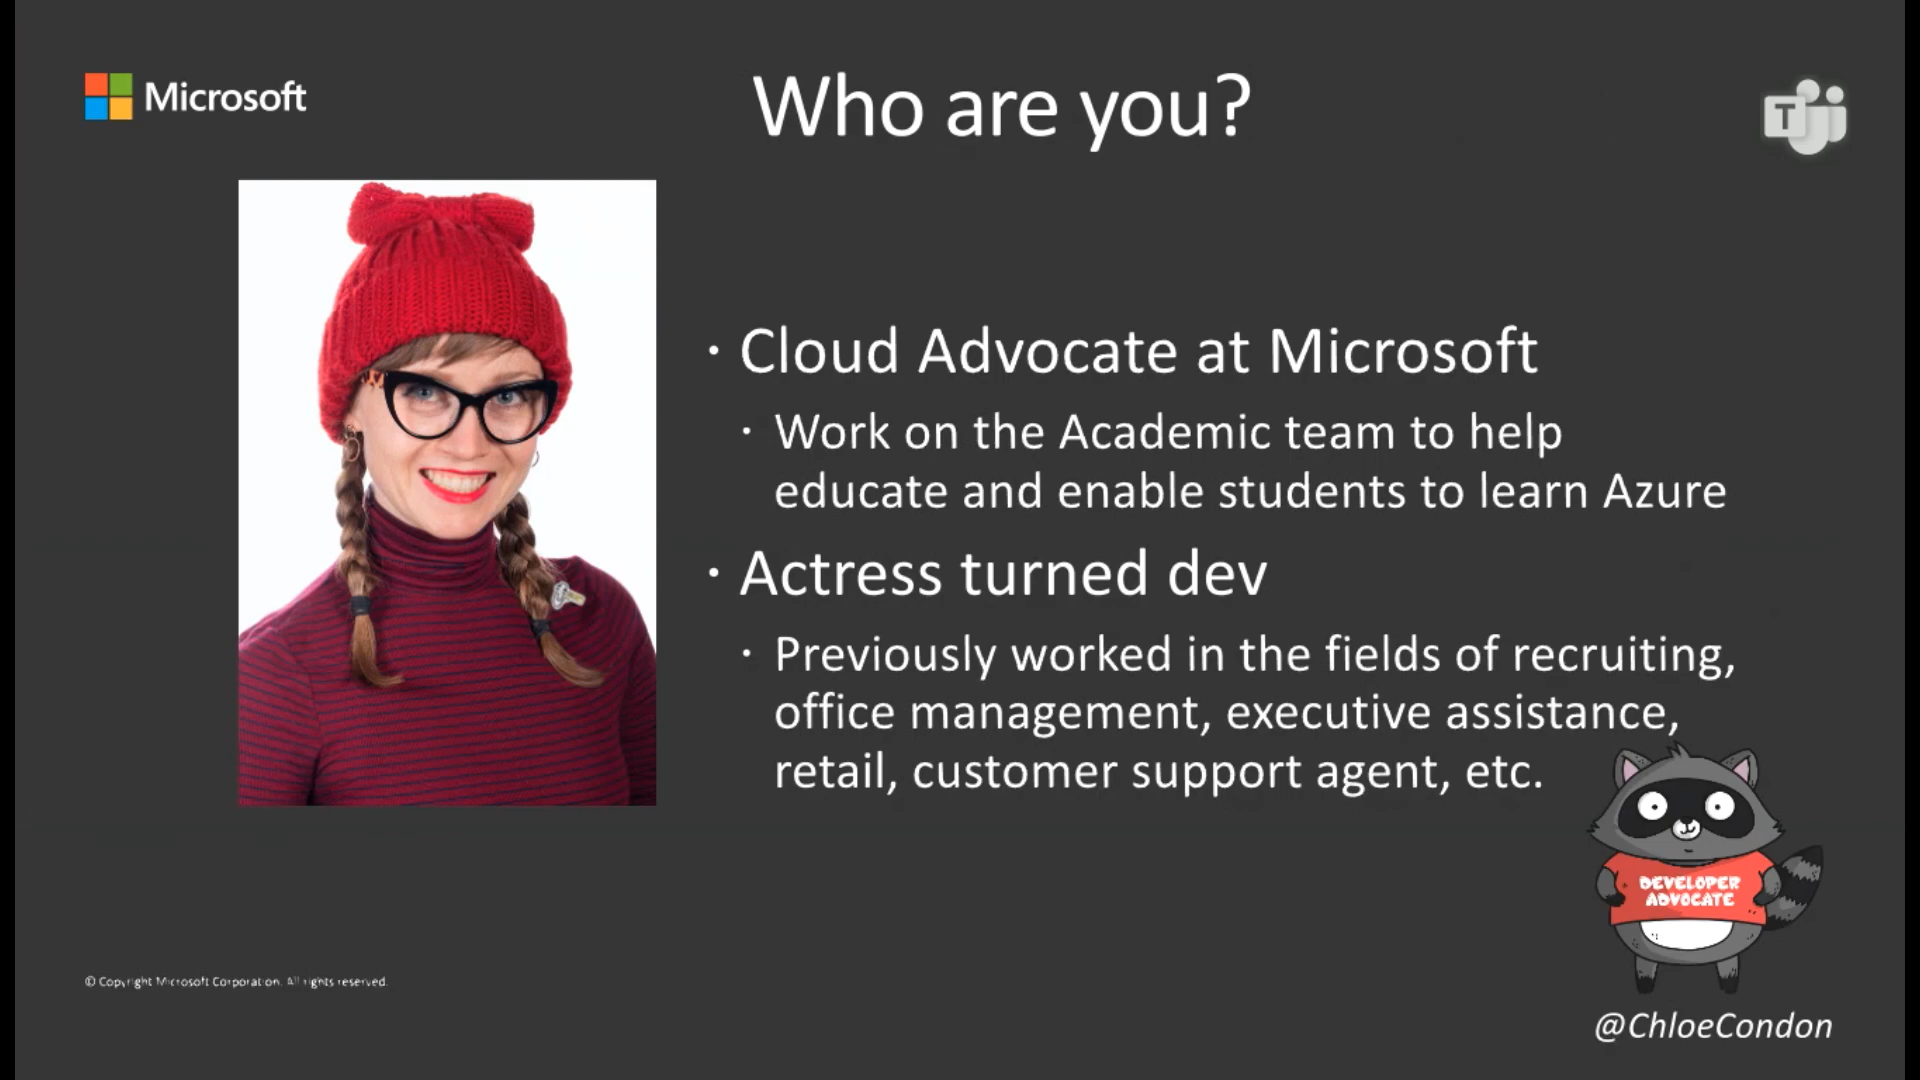 Microsoft
Who are you?
T
· Cloud Advocate at Microsoft
· Work on the Academic team to help
educate and enable students to learn Azure
· Actress turned dev
· Previously worked in the fields of recruiting,
office management, executive assistance,
retail, customer support agent, etc.
DEVELOPER
ADVOCATE
© Copyright Microsoft Corporation. All rights reserved.
@ChloeCondon